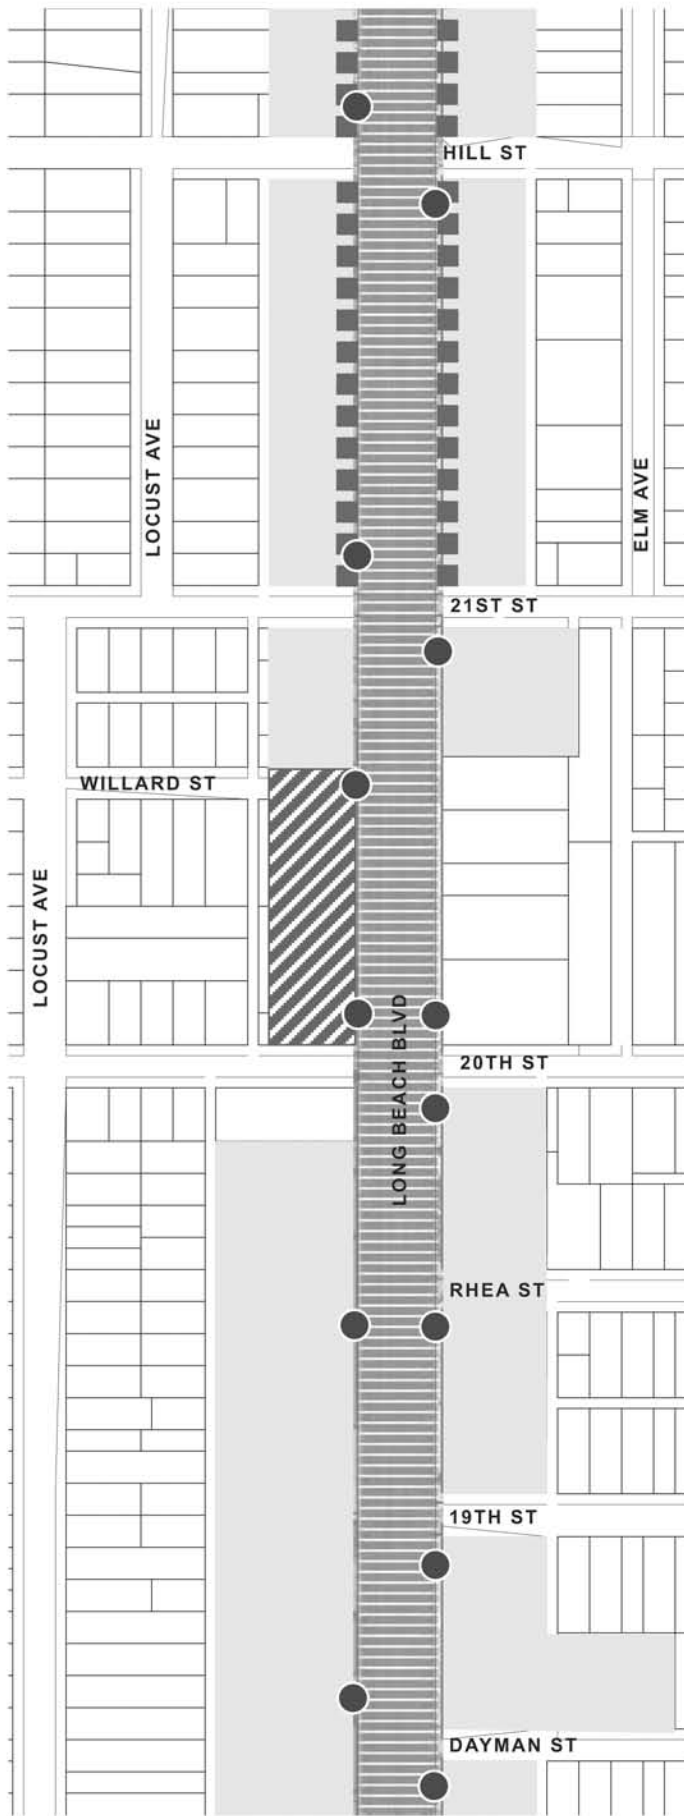 HILL ST
LOCUST AVE
ELM AVE
21ST ST
WILLARD ST
LOCUST AVE
LONG BEACH BLVD
20TH ST
RHEA ST
19TH ST
DAYMAN ST